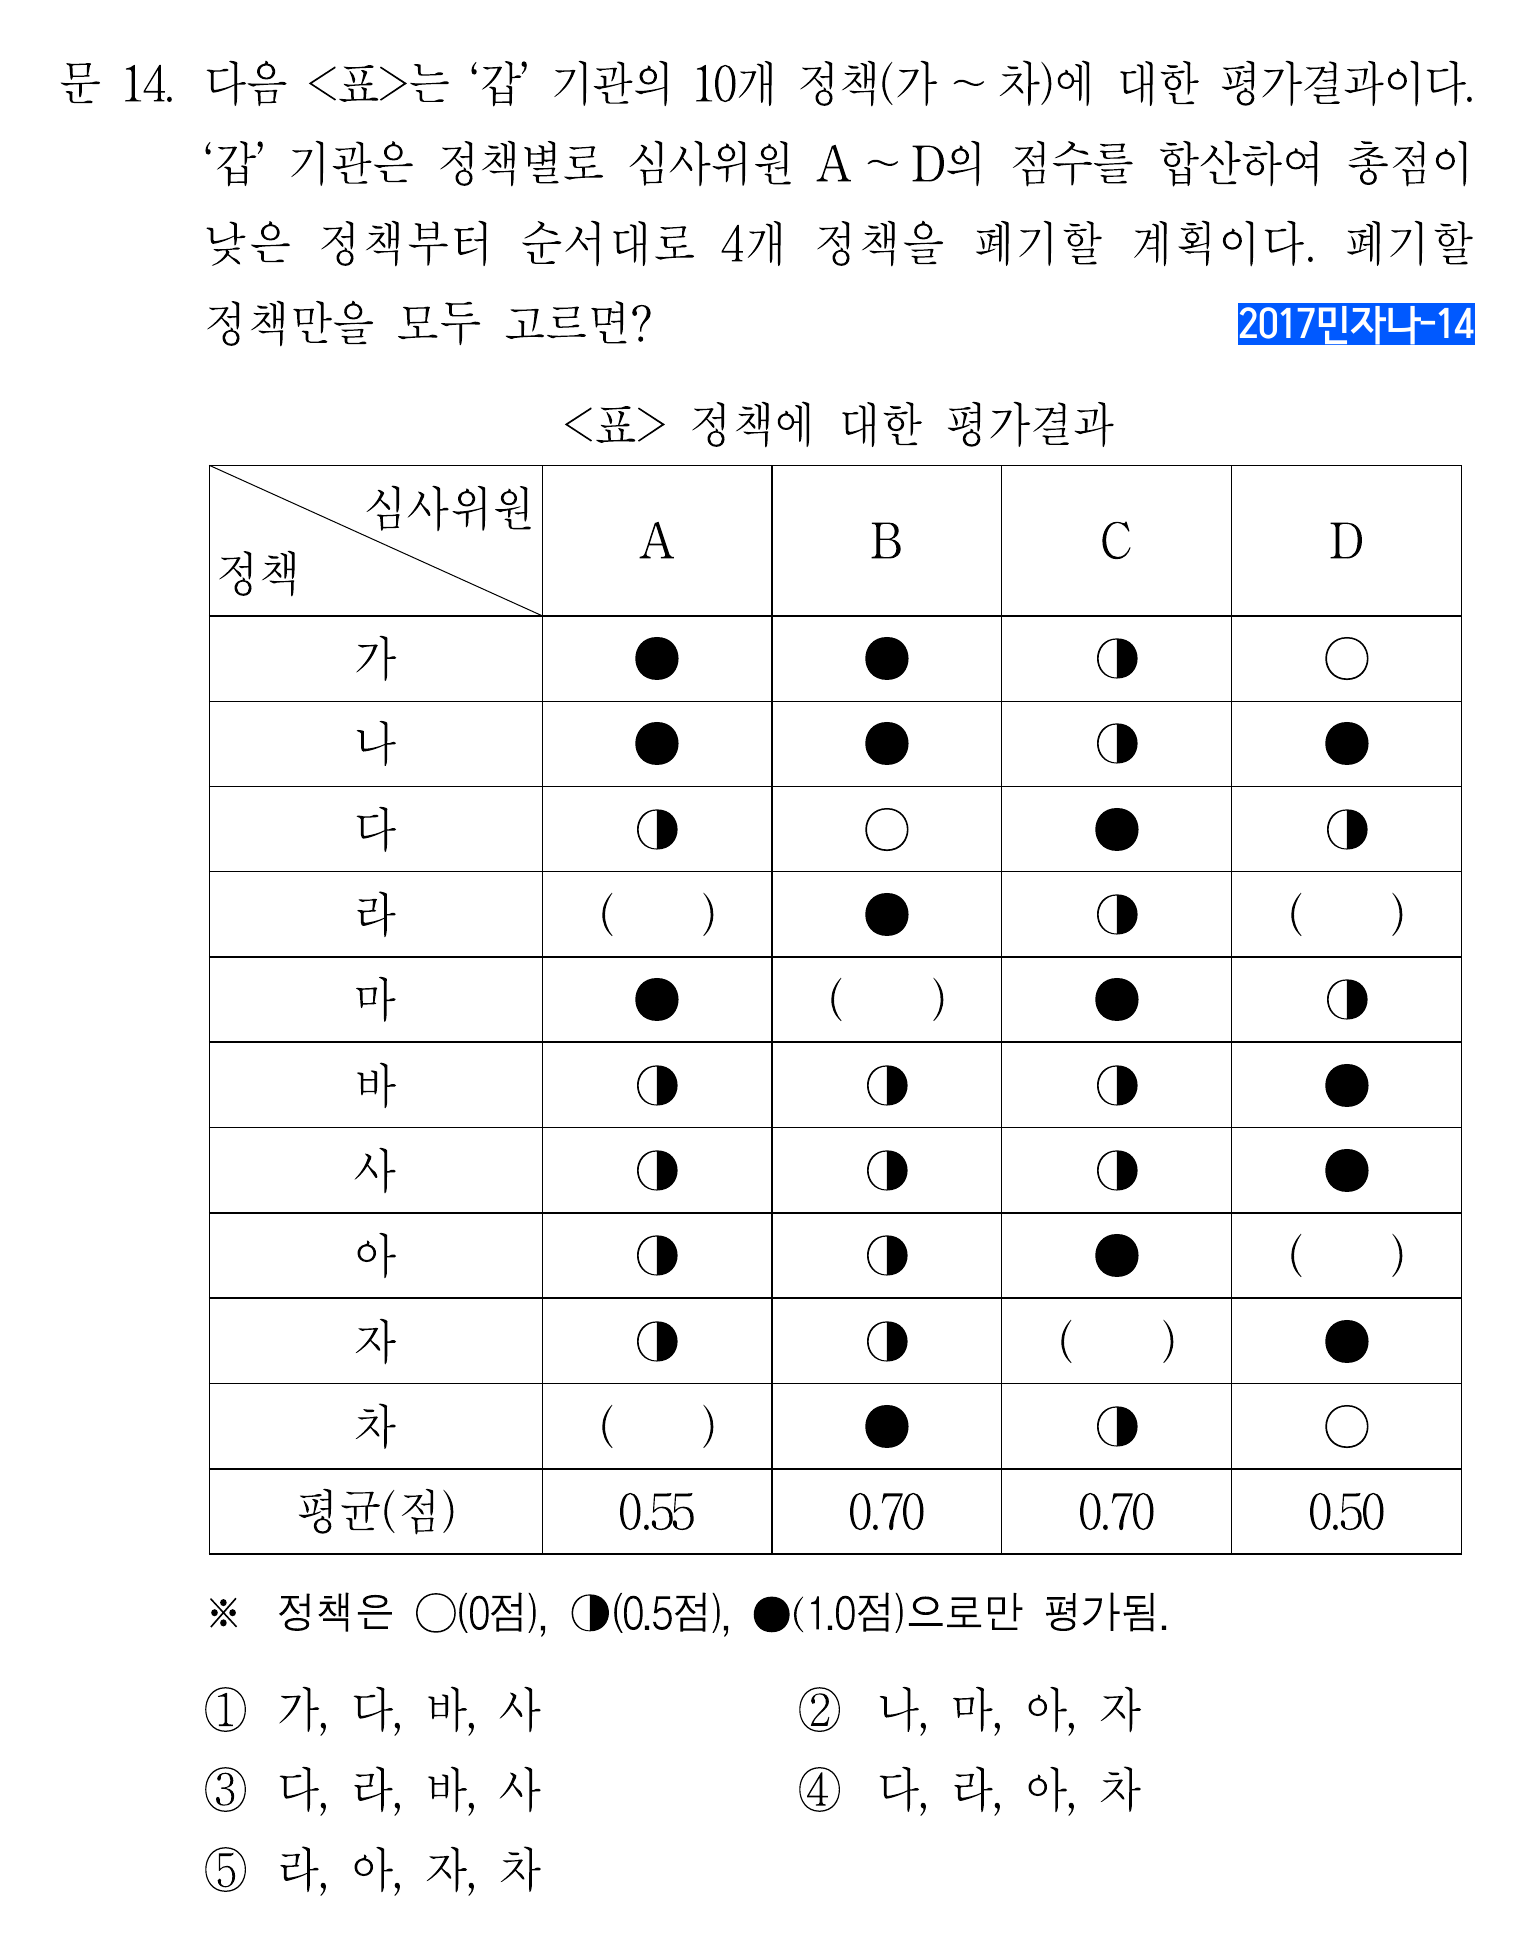 문 14. 다음 <표>는 ‘갑’ 기관의 10개 정책(가 ~ 차)에 대한 평가결과이다.
‘갑’ 기관은 정책별로 심사위원 A ~ D의 점수를 합산하여 총점이
낮은 정책부터 순서대로 4개 정책을 폐기할 계획이다. 폐기할
정책만을 모두 고르면?
2017민자나-14
<표> 정책에 대한 평가결과
심사위원 정책 A B C D
가 ● ● ◑ ○
나 ● ● ◑ ●
다 ◑ ○ ● ◑
라 ( ) ● ◑ ( )
마 ● ( ) ● ◑
바 ◑ ◑ ◑ ●
사 ◑ ◑ ◑ ●
아 ◑ ◑ ● ( )
자 ◑ ◑ ( ) ●
차 ( ) ● ◑ ○
평균(점) 0.55 0.70 0.70 0.50
※ 정책은 ○(0점), ◑(0.5점), ●(1.0점)으로만 평가됨.
① 가, 다, 바, 사 ② 나, 마, 아, 자
③ 다, 라, 바, 사 ④ 다, 라, 아, 차
⑤ 라, 아, 자, 차